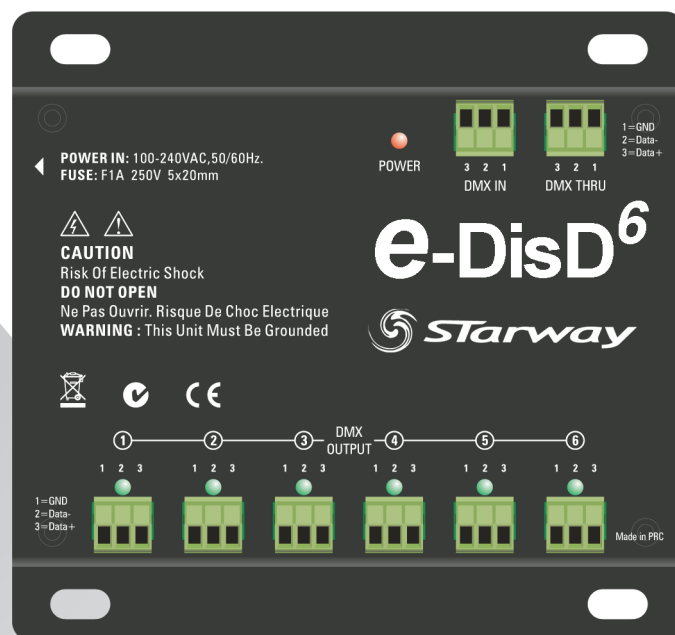 POWER IN: 100-240VAC,50/60Hz.
FUSE: F1A 250V 5x20mm
POWER
3 2 1
DMX IN
3 2 1
DMX THRU
1=GND
2=Data-
3=Data+
CAUTION
Risk Of Electric Shock
DO NOT OPEN
Ne Pas Ouvrir. Risque De Choc Electrique
WARNING : This Unit Must Be Grounded
e-DisD6
STarway
CE
DMX
OUTPUT
1 2 3 4 5 6
1 2 3 1 2 3 1 2 3 1 2 3 1 2 3 1 2 3
1=GND
2=Data-
3=Data+
Made in PRC